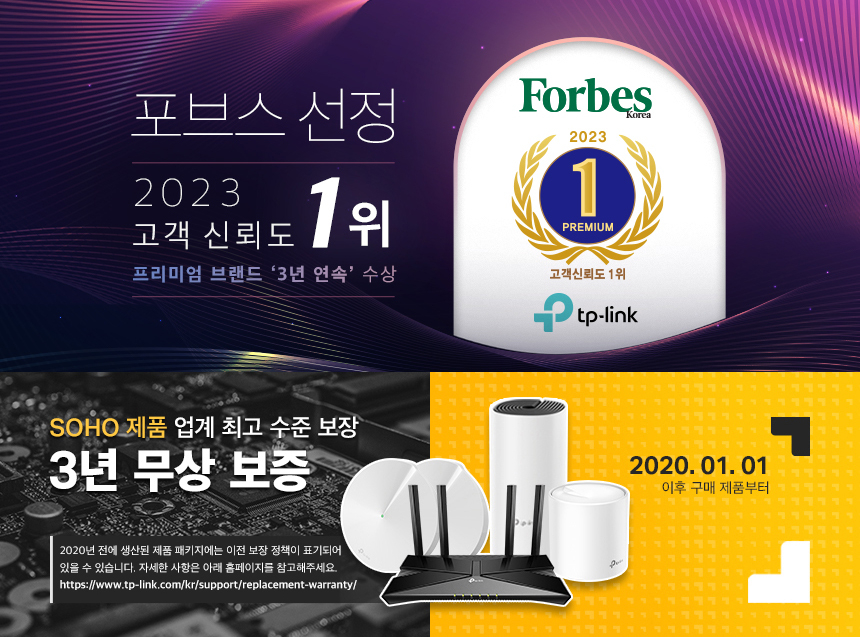 포브스 선정
2023
고객 신뢰도 1위
프리미엄 브랜드 ‘3년 연속’ 수상
Forbes
Korea
2023
1
PREMIUM
고객신뢰도 1위
tp-link
SOHO 제품 업계 최고 수준 보장
3년 무상 보증
2020년 전에 생산된 제품 패키지에는 이전 보장 정책이 표기되어
있을 수 있습니다. 자세한 사항은 아래 홈페이지를 참고해주세요.
https://www.tp-link.com/kr/support/replacement-warranty/
2020. 01. 01
이후 구매 제품부터
tp-link